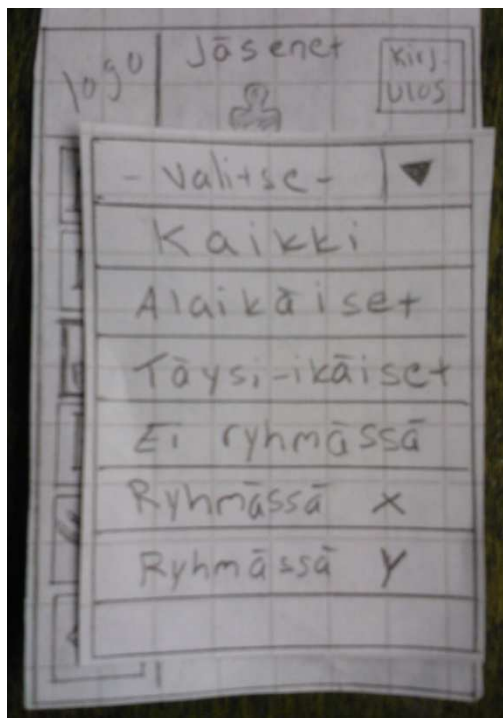 logo
Jäsenet
Kirj.
ulos
- Valitse -
Kaikki
Alaikäiset
Täysi-ikäiset
Ei ryhmässä
Ryhmässä X
Ryhmässä Y